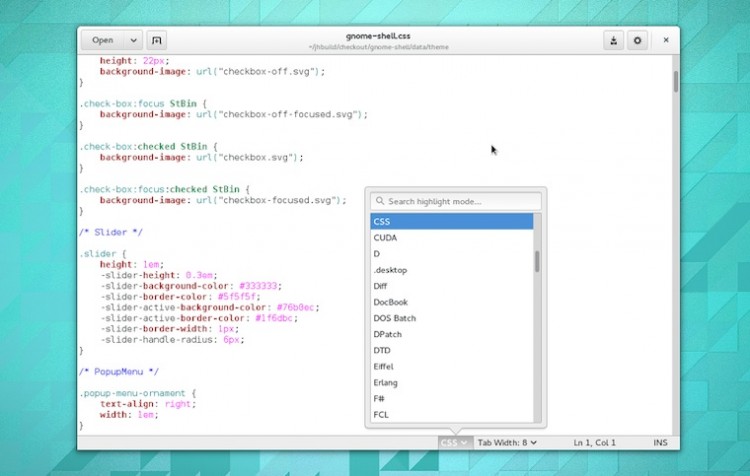 Open
gnome-shell.css
~/jhbuild/checkout/gnome-shell/data/theme
height: 22px;
background-image: url("checkbox-off.svg");
}
.check-box:focus StBin {
background-image: url("checkbox-off-focused.svg");
}
.check-box:checked StBin {
background-image: url("checkbox.svg");
}
.check-box:focus:checked StBin {
background-image: url("checkbox-focused.svg");
}
/* Slider */
.slider {
height: 1em;
-slider-height: 0.3em;
-slider-background-color: #333333;
-slider-border-color: #5f5f5f;
-slider-active-background-color: #76b0ec;
-slider-active-border-color: #1f6dbc;
-slider-border-width: 1px;
-slider-handle-radius: 6px;
}
/* PopupMenu */
.popup-menu-ornament {
text-align: right;
width: 1em;
}
Search highlight mode...
CSS
CUDA
D
.desktop
Diff
DocBook
DOS Batch
DPatch
DTD
Eiffel
Erlang
F#
FCL
CSS
Tab Width: 8
Ln 1, Col 1
INS